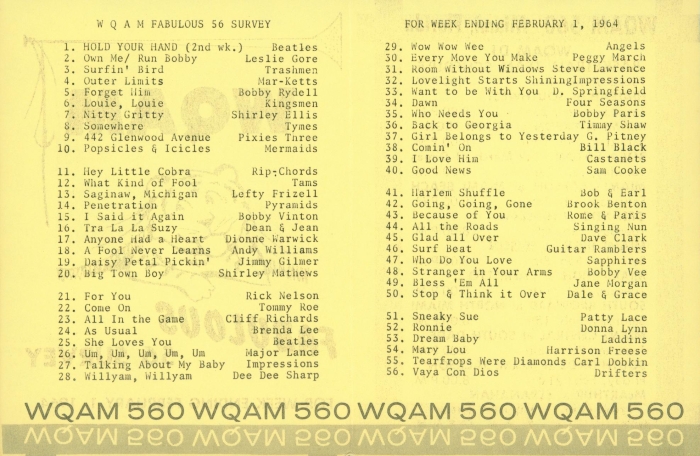 W Q A M FABULOUS 56 SURVEY
1. HOLD YOUR HAND (2nd wk.) Beatles
2. Own Me/ Run Bobby Leslie Gore
3. Surfin' Bird Trashmen
4. Outer Limits Mar-Ketts
5. Forget Him Bobby Rydell
6. Louie, Louie Kingsmen
7. Nitty Gritty Shirley Ellis
8. Somewhere Tymes
9. 442 Glenwood Avenue Pixies Three
10. Popsicles & Icicles Mermaids
11. Hey Little Cobra Rip-Chords
12. What Kind of Fool Tams
13. Saginaw, Michigan Lefty Frizell
14. Penetration Pyramids
15. I Said it Again Bobby Vinton
16. Tra La La Suzy Dean & Jean
17. Anyone Had a Heart Dionne Warwick
18. A Fool Never Learns Andy Williams
19. Daisy Petal Pickin' Jimmy Gilmer
20. Big Town Boy Shirley Mathews
21. For You Rick Nelson
22. Come On Tommy Roe
23. All In the Game Cliff Richards
24. As Usual Brenda Lee
25. She Loves You Beatles
26. Um, Um, Um, Um, Um Major Lance
27. Talking About My Baby Impressions
28. Willyam, Willyam Dee Dee Sharp
FOR WEEK ENDING FEBRUARY 1, 1964
29. Wow Wow Wee Angels
30. Every Move You Make Peggy March
31. Room Without Windows Steve Lawrence
32. Lovelight Starts ShiningImpressions
33. Want to be With You D. Springfield
34. Dawn Four Seasons
35. Who Needs You Bobby Paris
36. Back to Georgia Timmy Shaw
37. Girl Belongs to Yesterday G. Pitney
38. Comin' On Bill Black
39. I Love Him Castanets
40. Good News Sam Cooke
41. Harlem Shuffle Bob & Earl
42. Going, Going, Gone Brook Benton
43. Because of You Rome & Paris
44. All the Roads Singing Nun
45. Glad all Over Dave Clark
46. Surf Beat Guitar Ramblers
47. Who Do You Love Sapphires
48. Stranger in Your Arms Bobby Vee
49. Bless 'Em All Jane Morgan
50. Stop & Think it Over Dale & Grace
51. Sneaky Sue Patty Lace
52. Ronnie Donna Lynn
53. Dream Baby Laddins
54. Mary Lou Harrison Freese
55. Tearfrops Were Diamonds Carl Dobkin
56. Vaya Con Dios Drifters
WQAM 560 WQAM 560 WQAM 560 WQAM 560
WQAM 560 WQAM 560 WQAM 560 WQAM 560